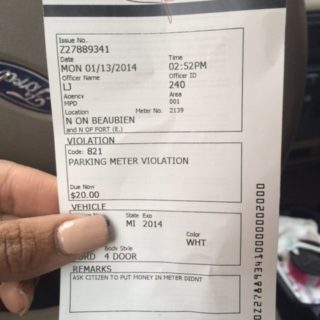 Issue No.
Z27889341
Date Time
MON 01/13/2014 02:52PM
Officer Name Officer ID
LJ 240
Agency Area
MPD 001
Location Meter No. 2139
N ON BEAUBIEN
and N OF FORT (E.)
VIOLATION
Code: 821
PARKING METER VIOLATION
Due Now
$20.00
VEHICLE
State Exp
MI 2014
Color
WHT
Body Style
4 DOOR
REMARKS
ASK CITIZEN TO PUT MONEY IN METER DIDNT
0Z278893410000000002000